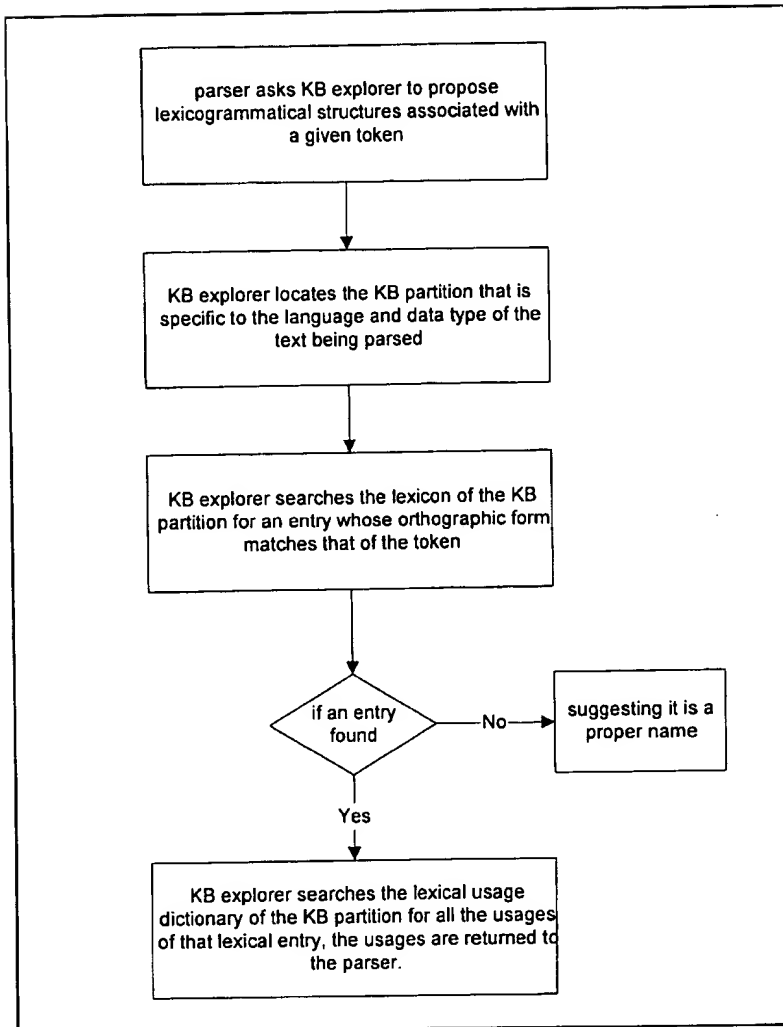 parser asks KB explorer to propose
lexicogrammatical structures associated with
a given token
KB explorer locates the KB partition that is
specific to the language and data type of the
text being parsed
KB explorer searches the lexicon of the KB
partition for an entry whose orthographic form
matches that of the token
if an entry
found
No
suggesting it is a
proper name
Yes
KB explorer searches the lexical usage
dictionary of the KB partition for all the usages
of that lexical entry, the usages are returned to
the parser.